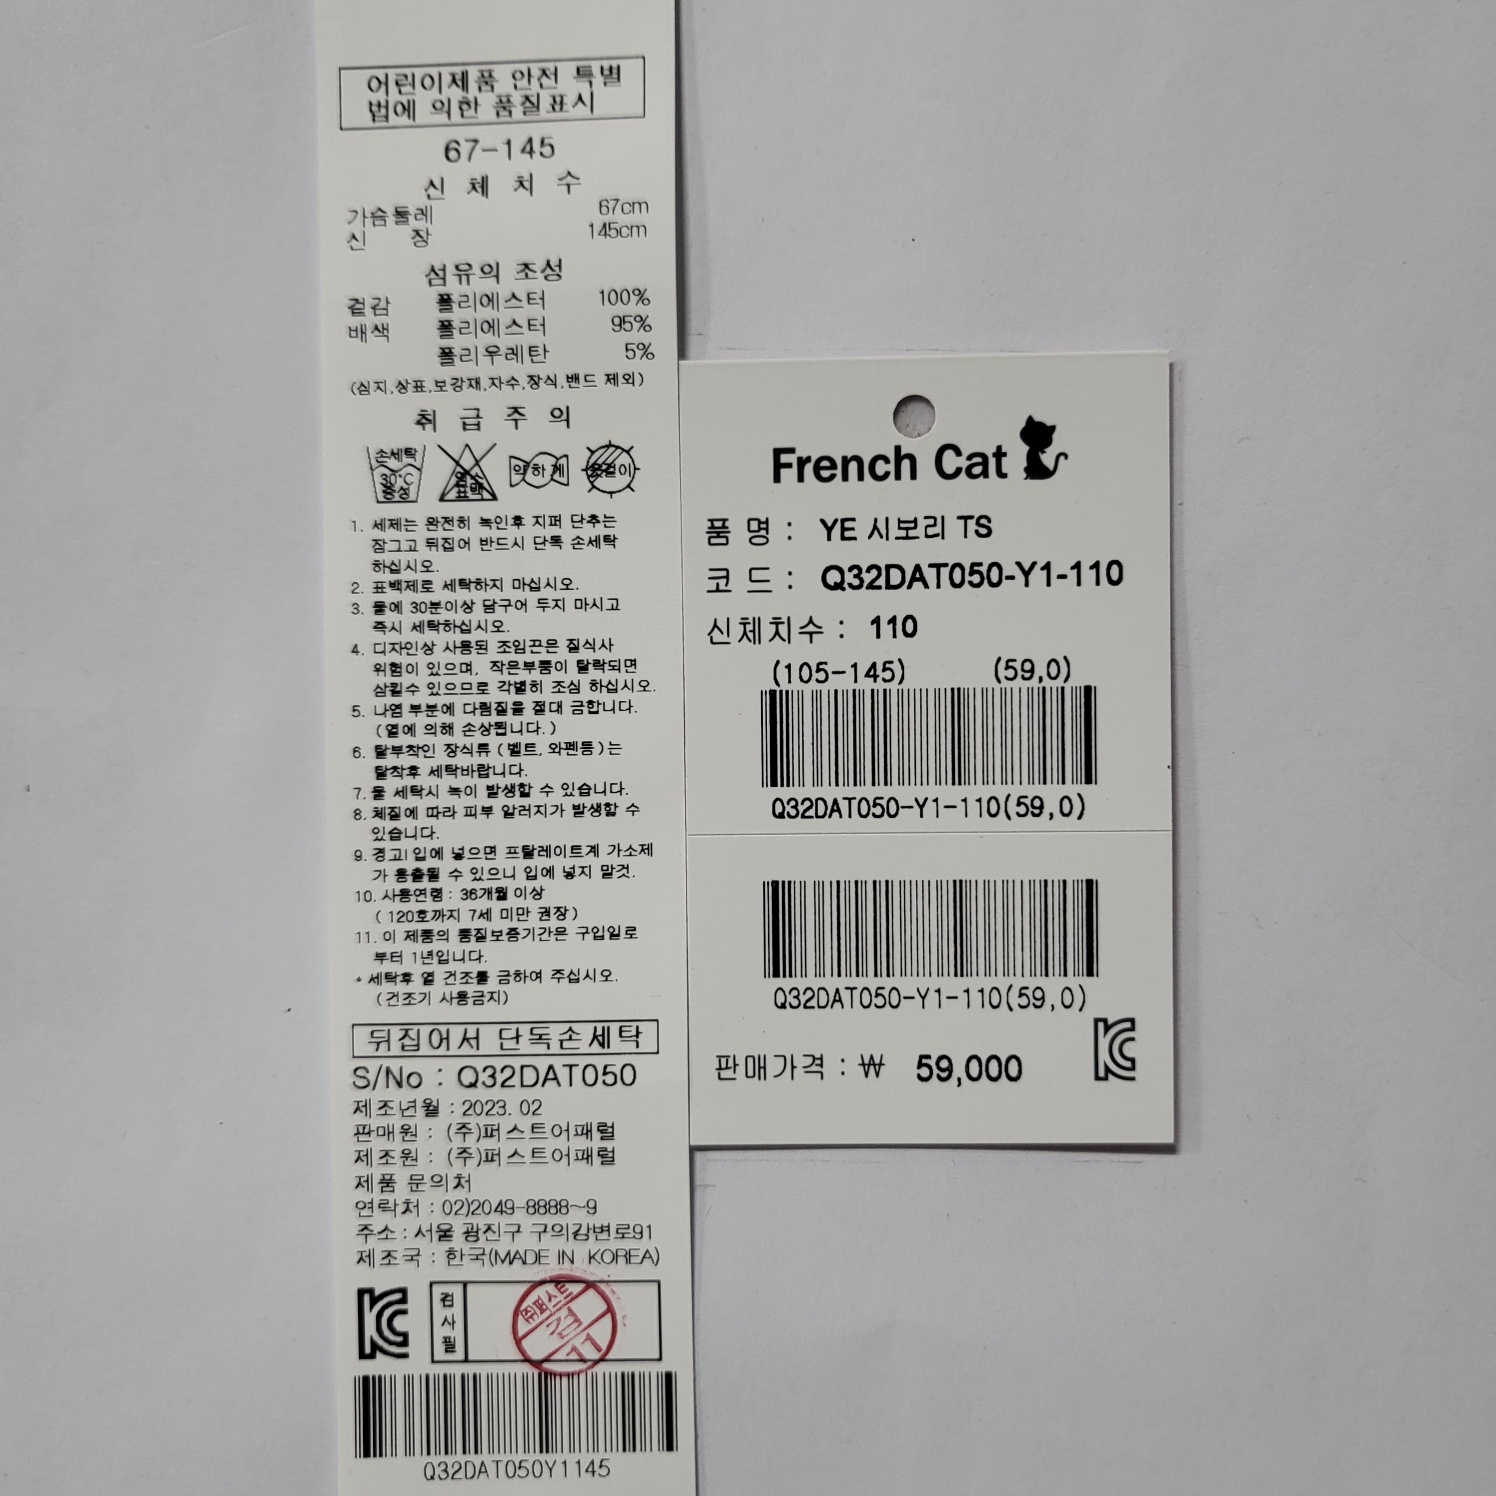 어린이제품 안전 특별
법에 의한 품질표시
67-145
신 체 치 수
가슴둘레 67cm
신 장 145cm
섬유의 조성
겉감 폴리에스터 100%
배색 폴리에스터 95%
폴리우레탄 5%
(심지,상표,보강재,자수,장식,밴드 제외)
취 급 주 의
손세탁
30°C
중성
염소
표백
약하게
옷걸이
1. 세제는 완전히 녹인후 지퍼 단추는
잠그고 뒤집어 반드시 단독 손세탁
하십시오.
2. 표백제로 세탁하지 마십시오.
3. 물에 30분이상 담구어 두지 마시고
즉시 세탁하십시오.
4. 디자인상 사용된 조임끈은 질식사
위험이 있으며, 작은부품이 탈락되면
삼킬수 있으므로 각별히 조심 하십시오.
5. 나염 부분에 다림질을 절대 금합니다.
(열에 의해 손상됩니다.)
6. 탈부착인 장식류 (벨트, 와펜등)는
탈착후 세탁바랍니다.
7. 물 세탁시 녹이 발생할 수 있습니다.
8. 체질에 따라 피부 알러지가 발생할 수
있습니다.
9. 경고! 입에 넣으면 프탈레이트계 가소제
가 용출될 수 있으니 입에 넣지 말것.
10. 사용연령 : 36개월 이상
( 120호까지 7세 미만 권장)
11. 이 제품의 품질보증기간은 구입일로
부터 1년입니다.
* 세탁후 열 건조를 금하여 주십시오.
(건조기 사용금지)
뒤집어서 단독손세탁
S/No : Q32DAT050
제조년월 : 2023. 02
판매원 : (주)퍼스트어패럴
제조원 : (주)퍼스트어패럴
제품 문의처
연락처 : 02)2049-8888~9
주소 : 서울 광진구 구의강변로91
제조국 : 한국(MADE IN KOREA)
KC
검사필
㈜퍼스트
검
11
Q32DAT050Y1145
French Cat
품 명 : YE 시보리 TS
코 드 : Q32DAT050-Y1-110
신체치수 : 110
(105-145) (59,0)
Q32DAT050-Y1-110(59,0)
Q32DAT050-Y1-110(59,0)
KC
판매가격 : ₩ 59,000